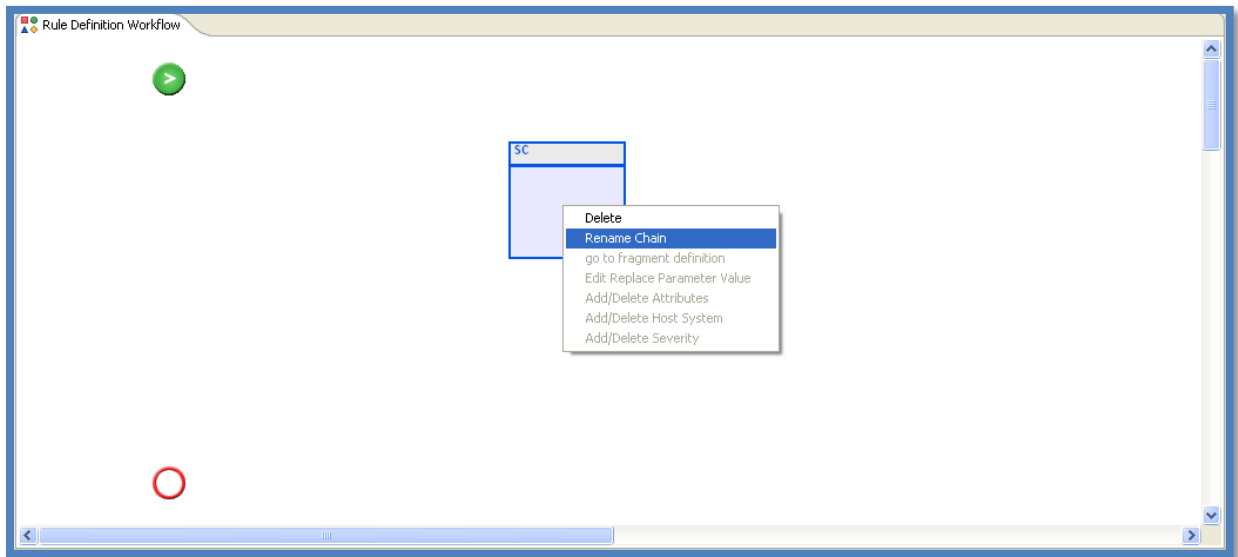 Rule Definition Workflow
>
SC
Delete
Rename Chain
go to fragment definition
Edit Replace Parameter Value
Add/Delete Attributes
Add/Delete Host System
Add/Delete Severity